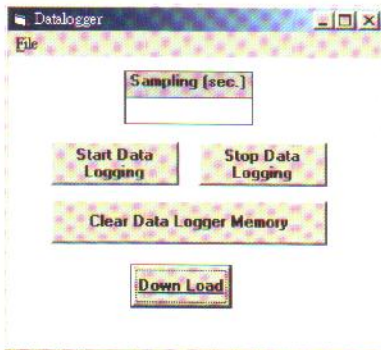 Datalogger
File
Sampling (sec.)
Start Data
Logging
Stop Data
Logging
Clear Data Logger Memory
Down Load